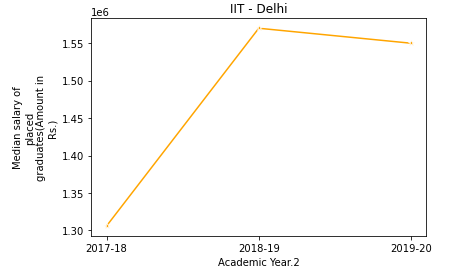 IIT - Delhi
1e6
1.55
1.50
1.45
1.40
1.35
1.30
Median salary of
placed
graduates(Amount in
Rs.)
2017-18 2018-19 2019-20
Academic Year.2